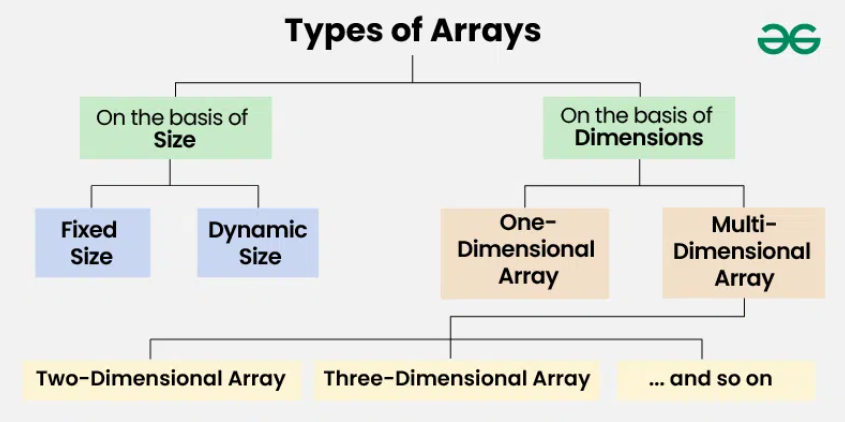 Types of Arrays
On the basis of
Size
On the basis of
Dimensions
Fixed
Size
Dynamic
Size
One-
Dimensional
Array
Multi-
Dimensional
Array
Two-Dimensional Array
Three-Dimensional Array
... and so on